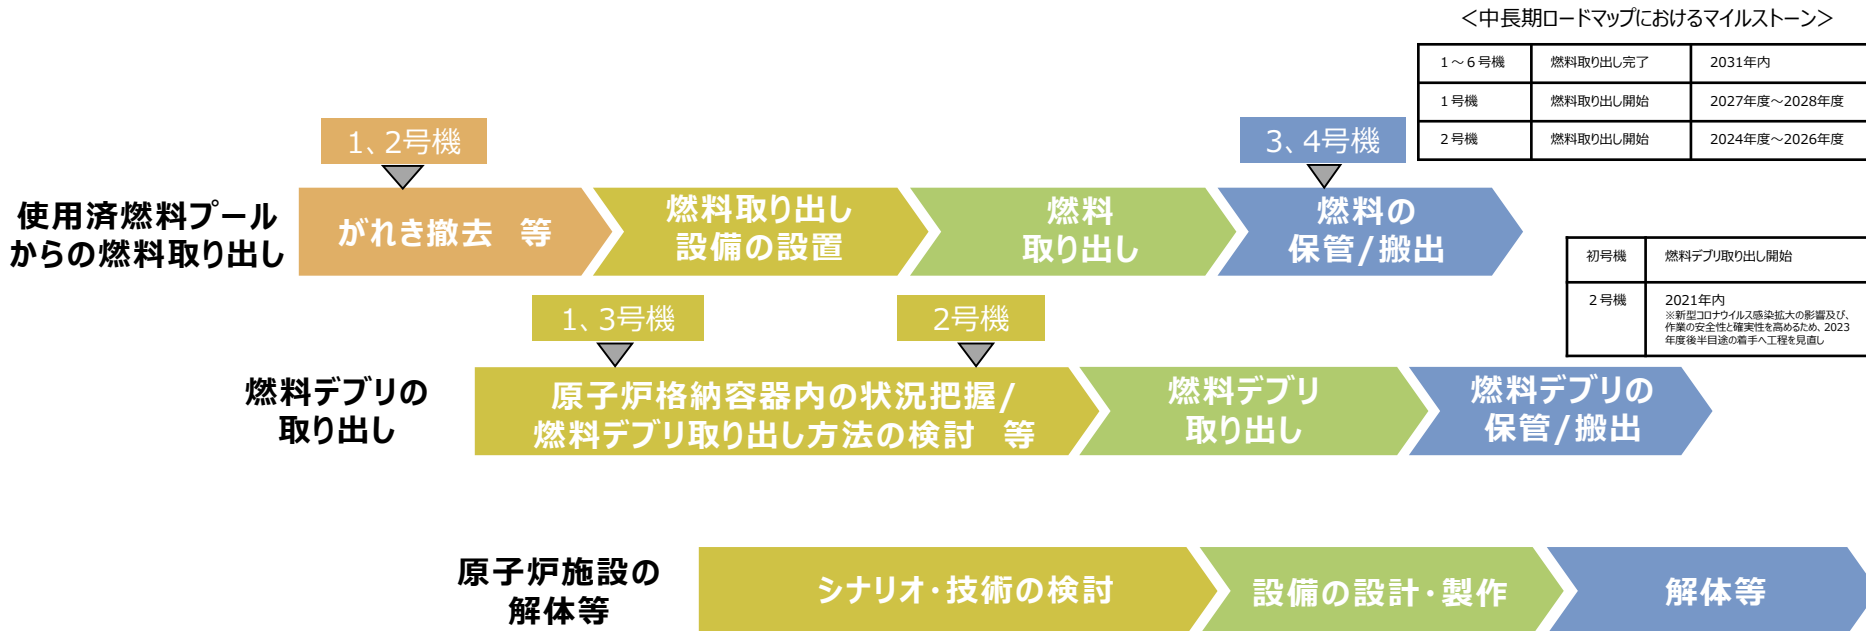 ＜中長期ロードマップにおけるマイルストーン＞
1～6号機 燃料取り出し完了 2031年内
1号機 燃料取り出し開始 2027年度～2028年度
2号機 燃料取り出し開始 2024年度～2026年度
1、2号機
3、4号機
使用済燃料プール
からの燃料取り出し
がれき撤去　等
燃料取り出し
設備の設置
燃料
取り出し
燃料の
保管/搬出
初号機 燃料デブリ取り出し開始
2号機 2021年内
※新型コロナウイルス感染拡大の影響及び、
作業の安全性と確実性を高めるため、2023
年度後半目途の着手へ工程を見直し
1、3号機
2号機
燃料デブリの
取り出し
原子炉格納容器内の状況把握/
燃料デブリ取り出し方法の検討　等
燃料デブリ
取り出し
燃料デブリの
保管/搬出
原子炉施設の
解体等
シナリオ・技術の検討
設備の設計・製作
解体等